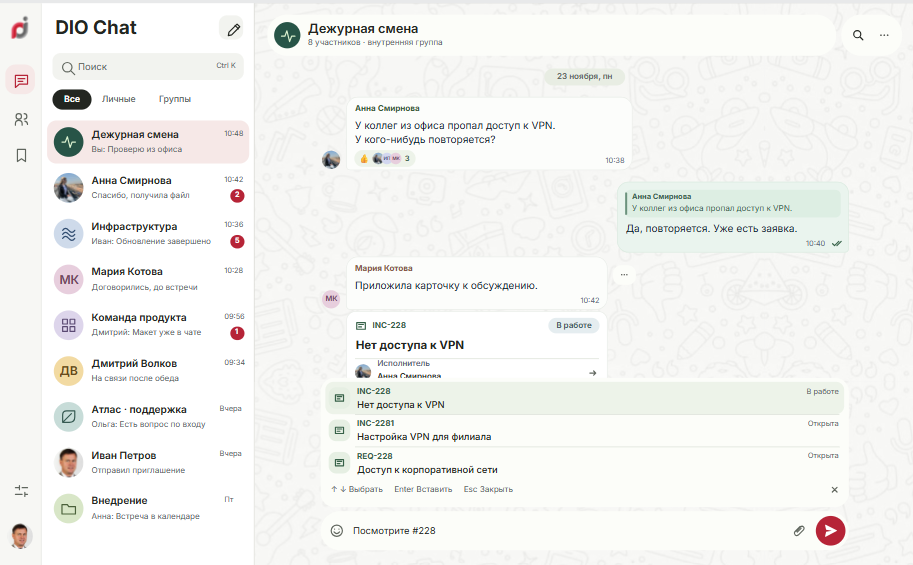 DIO Chat
Поиск
Ctrl K
Все
Личные
Группы
Дежурная смена
10:48
Вы: Проверю из офиса
Анна Смирнова
10:42
Спасибо, получила файл
2
Инфраструктура
10:36
Иван: Обновление завершено
5
МК
Мария Котова
10:28
Договорились, до встречи
Команда продукта
09:56
Дмитрий: Макет уже в чате
1
ДВ
Дмитрий Волков
09:34
На связи после обеда
Атлас · поддержка
Вчера
Ольга: Есть вопрос по входу
Иван Петров
Вчера
Отправил приглашение
Внедрение
Пт
Анна: Встреча в календаре
Дежурная смена
8 участников · внутренняя группа
23 ноября, пн
Анна Смирнова
У коллег из офиса пропал доступ к VPN.
У кого-нибудь повторяется?
ИП МК 3
10:38
Анна Смирнова
У коллег из офиса пропал доступ к VPN.
Да, повторяется. Уже есть заявка.
10:40
Мария Котова
Приложила карточку к обсуждению.
МК
10:42
INC-228
В работе
Нет доступа к VPN
Исполнитель
Анна Смирнова
INC-228
В работе
Нет доступа к VPN
INC-2281
Открыта
Настройка VPN для филиала
REQ-228
Открыта
Доступ к корпоративной сети
↑ ↓ Выбрать Enter Вставить Esc Закрыть
Посмотрите #228